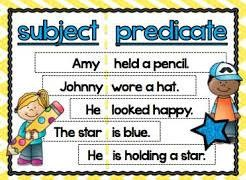 subject predicate
Amy held a pencil.
Johnny wore a hat.
He looked happy.
The star is blue.
He is holding a star.